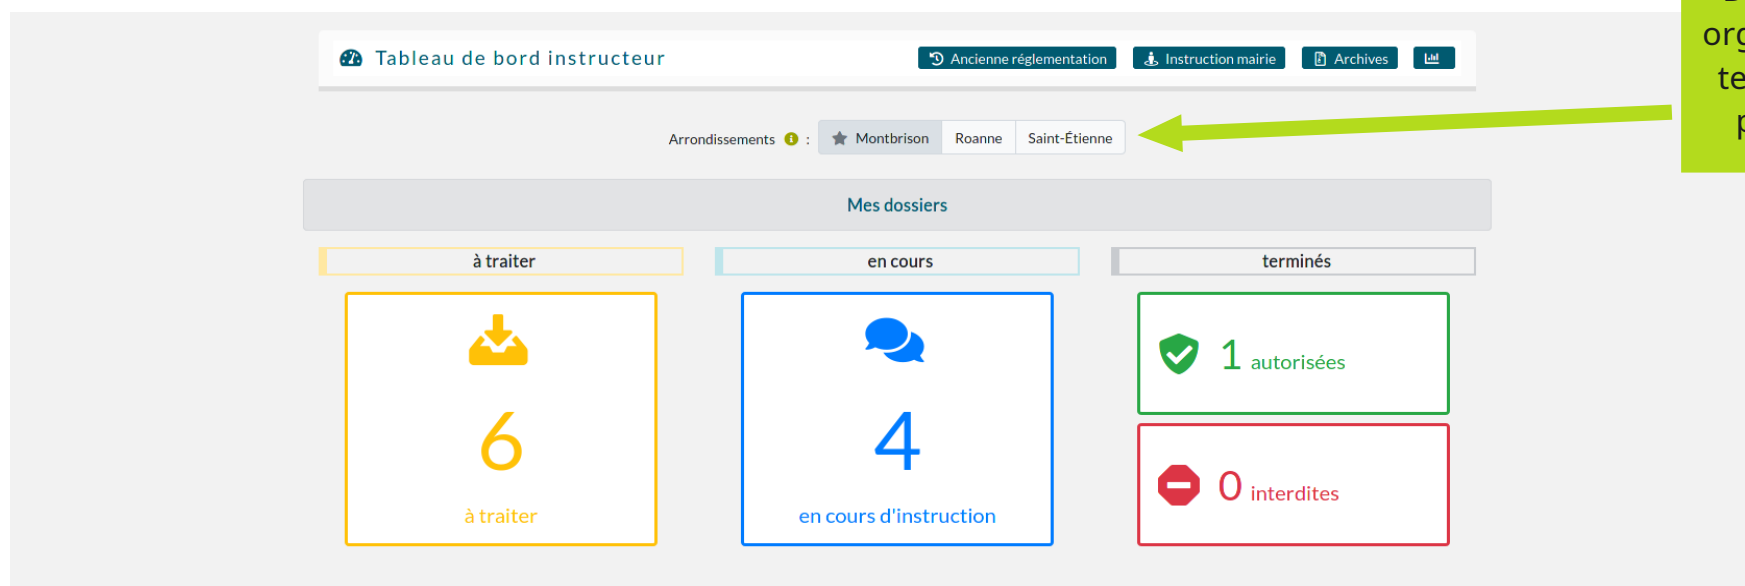 Tableau de bord instructeur
Ancienne réglementation
Instruction mairie
Archives
Arrondissements :
Montbrison
Roanne
Saint-Étienne
Mes dossiers
à traiter
en cours
terminés
6
à traiter
4
en cours d'instruction
1 autorisées
0 interdites